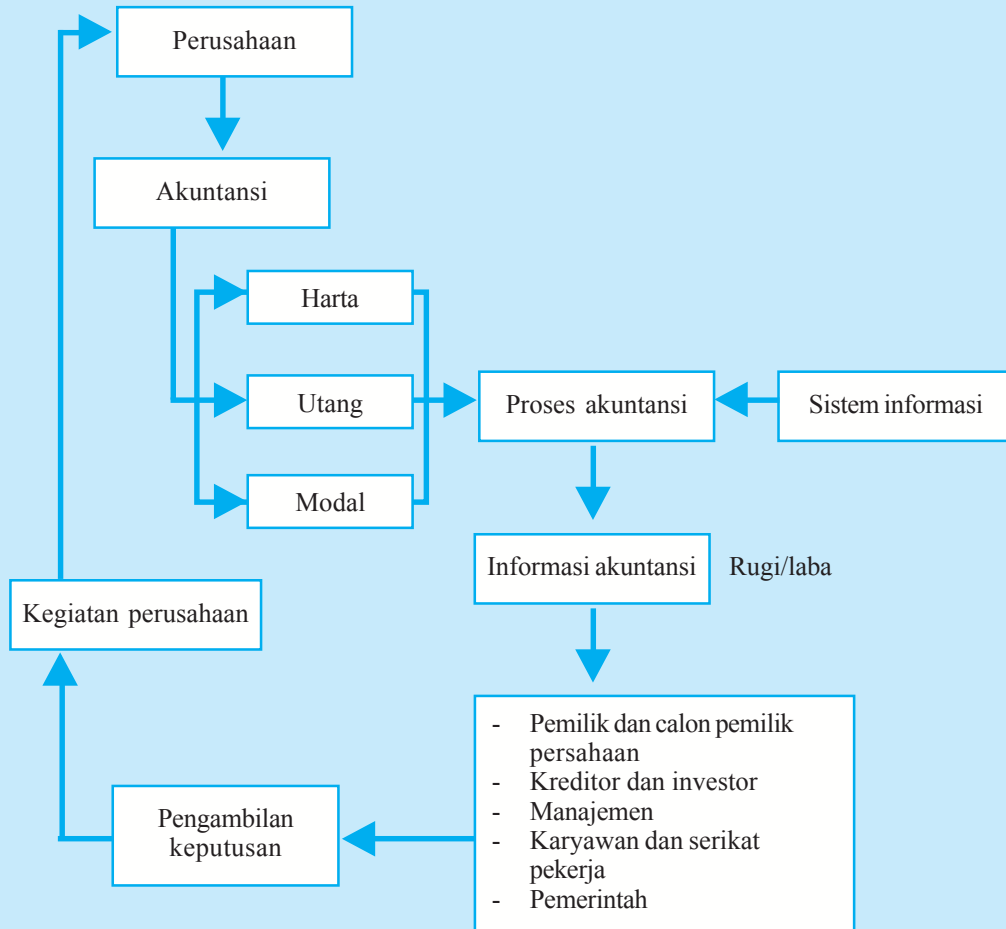 Perusahaan
Akuntansi
Harta
Utang
Modal
Proses akuntansi
Sistem informasi
Informasi akuntansi
Rugi/laba
Kegiatan perusahaan
- Pemilik dan calon pemilik
persahaan
- Kreditor dan investor
- Manajemen
- Karyawan dan serikat
pekerja
- Pemerintah
Pengambilan
keputusan